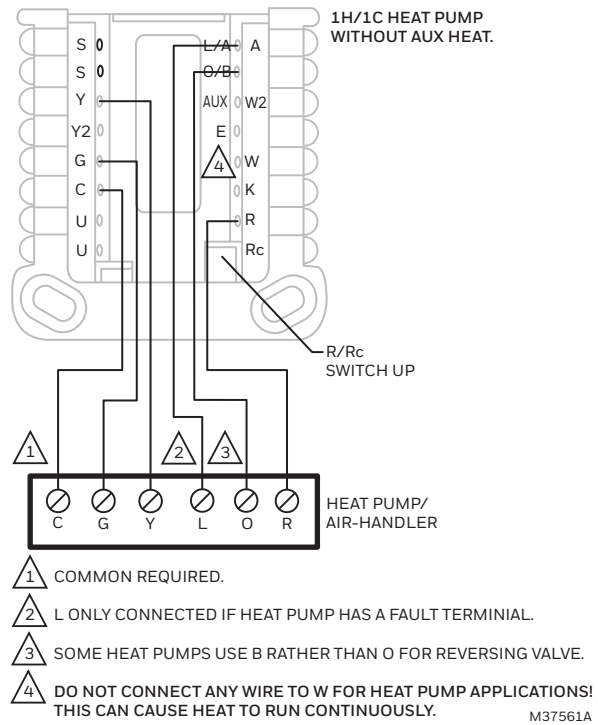 1H/1C HEAT PUMP
WITHOUT AUX HEAT.
S L/A A
S O/B
Y AUX W2
Y2 E
G 4 W
C K
U R
U Rc
R/Rc
SWITCH UP
1 2 3
HEAT PUMP/
AIR-HANDLER
C G Y L O R
1 COMMON REQUIRED.
2 L ONLY CONNECTED IF HEAT PUMP HAS A FAULT TERMINIAL.
3 SOME HEAT PUMPS USE B RATHER THAN O FOR REVERSING VALVE.
4 DO NOT CONNECT ANY WIRE TO W FOR HEAT PUMP APPLICATIONS!
THIS CAN CAUSE HEAT TO RUN CONTINUOUSLY.
M37561A